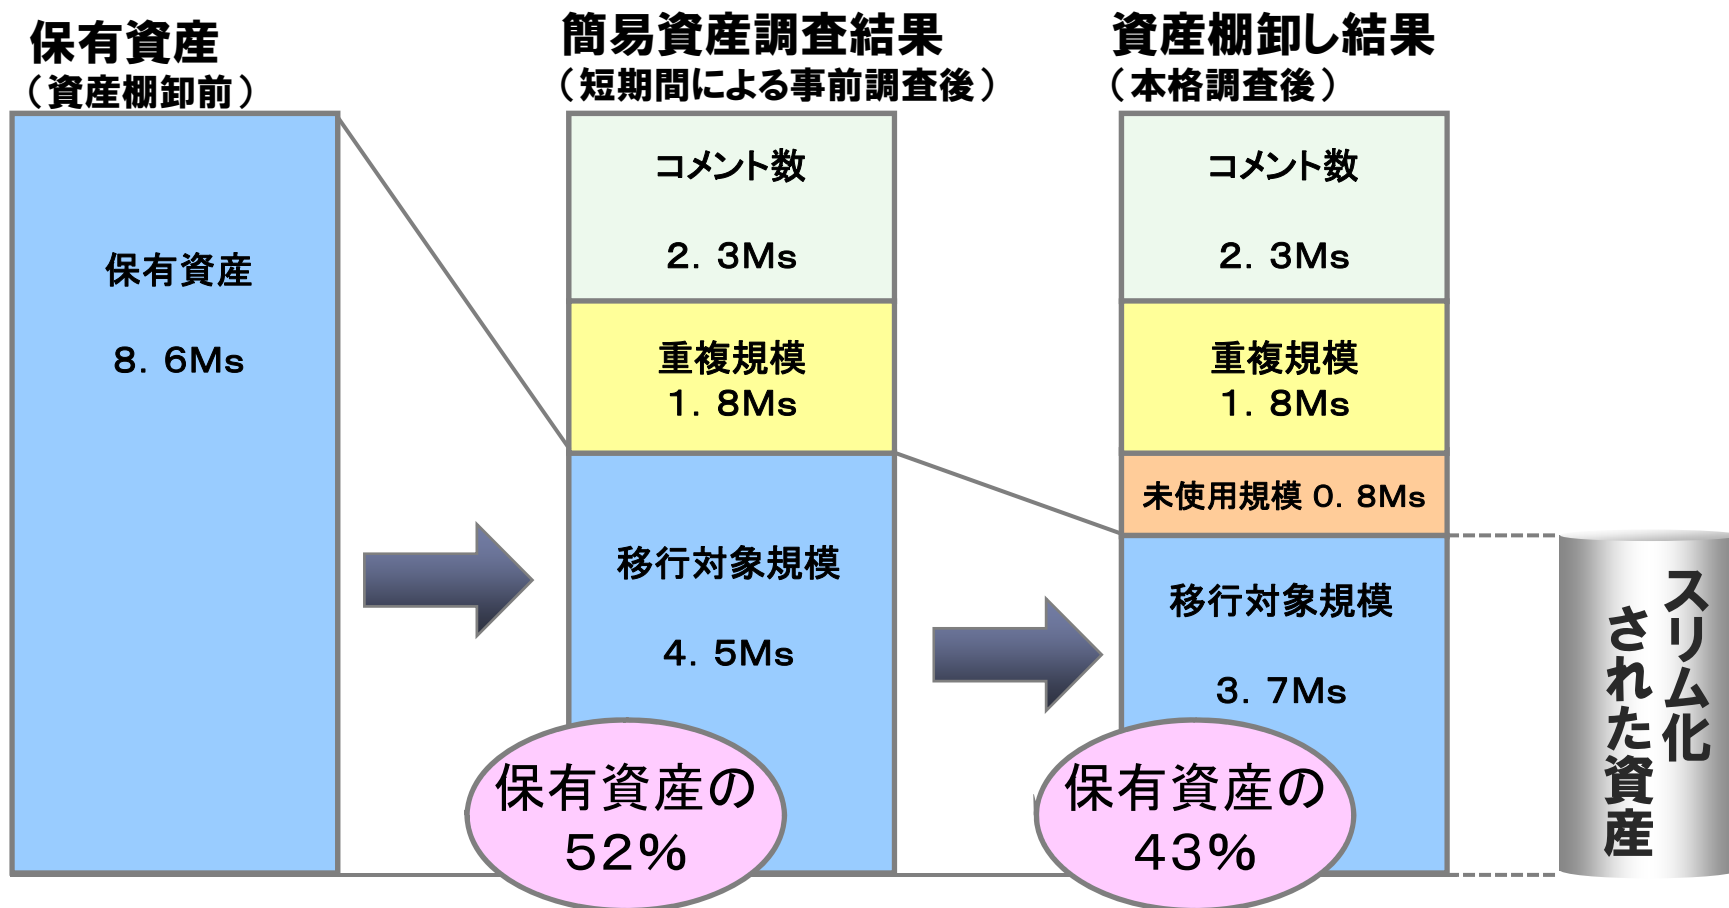 保有資産
（資産棚卸前）
保有資産
８．６Ｍｓ
簡易資産調査結果
（短期間による事前調査後）
コメント数
２．３Ｍｓ
重複規模
１．８Ｍｓ
移行対象規模
４．５Ｍｓ
保有資産の
５２％
資産棚卸し結果
（本格調査後）
コメント数
２．３Ｍｓ
重複規模
１．８Ｍｓ
未使用規模 ０．８Ｍｓ
移行対象規模
３．７Ｍｓ
保有資産の
４３％
スリム化
された資産